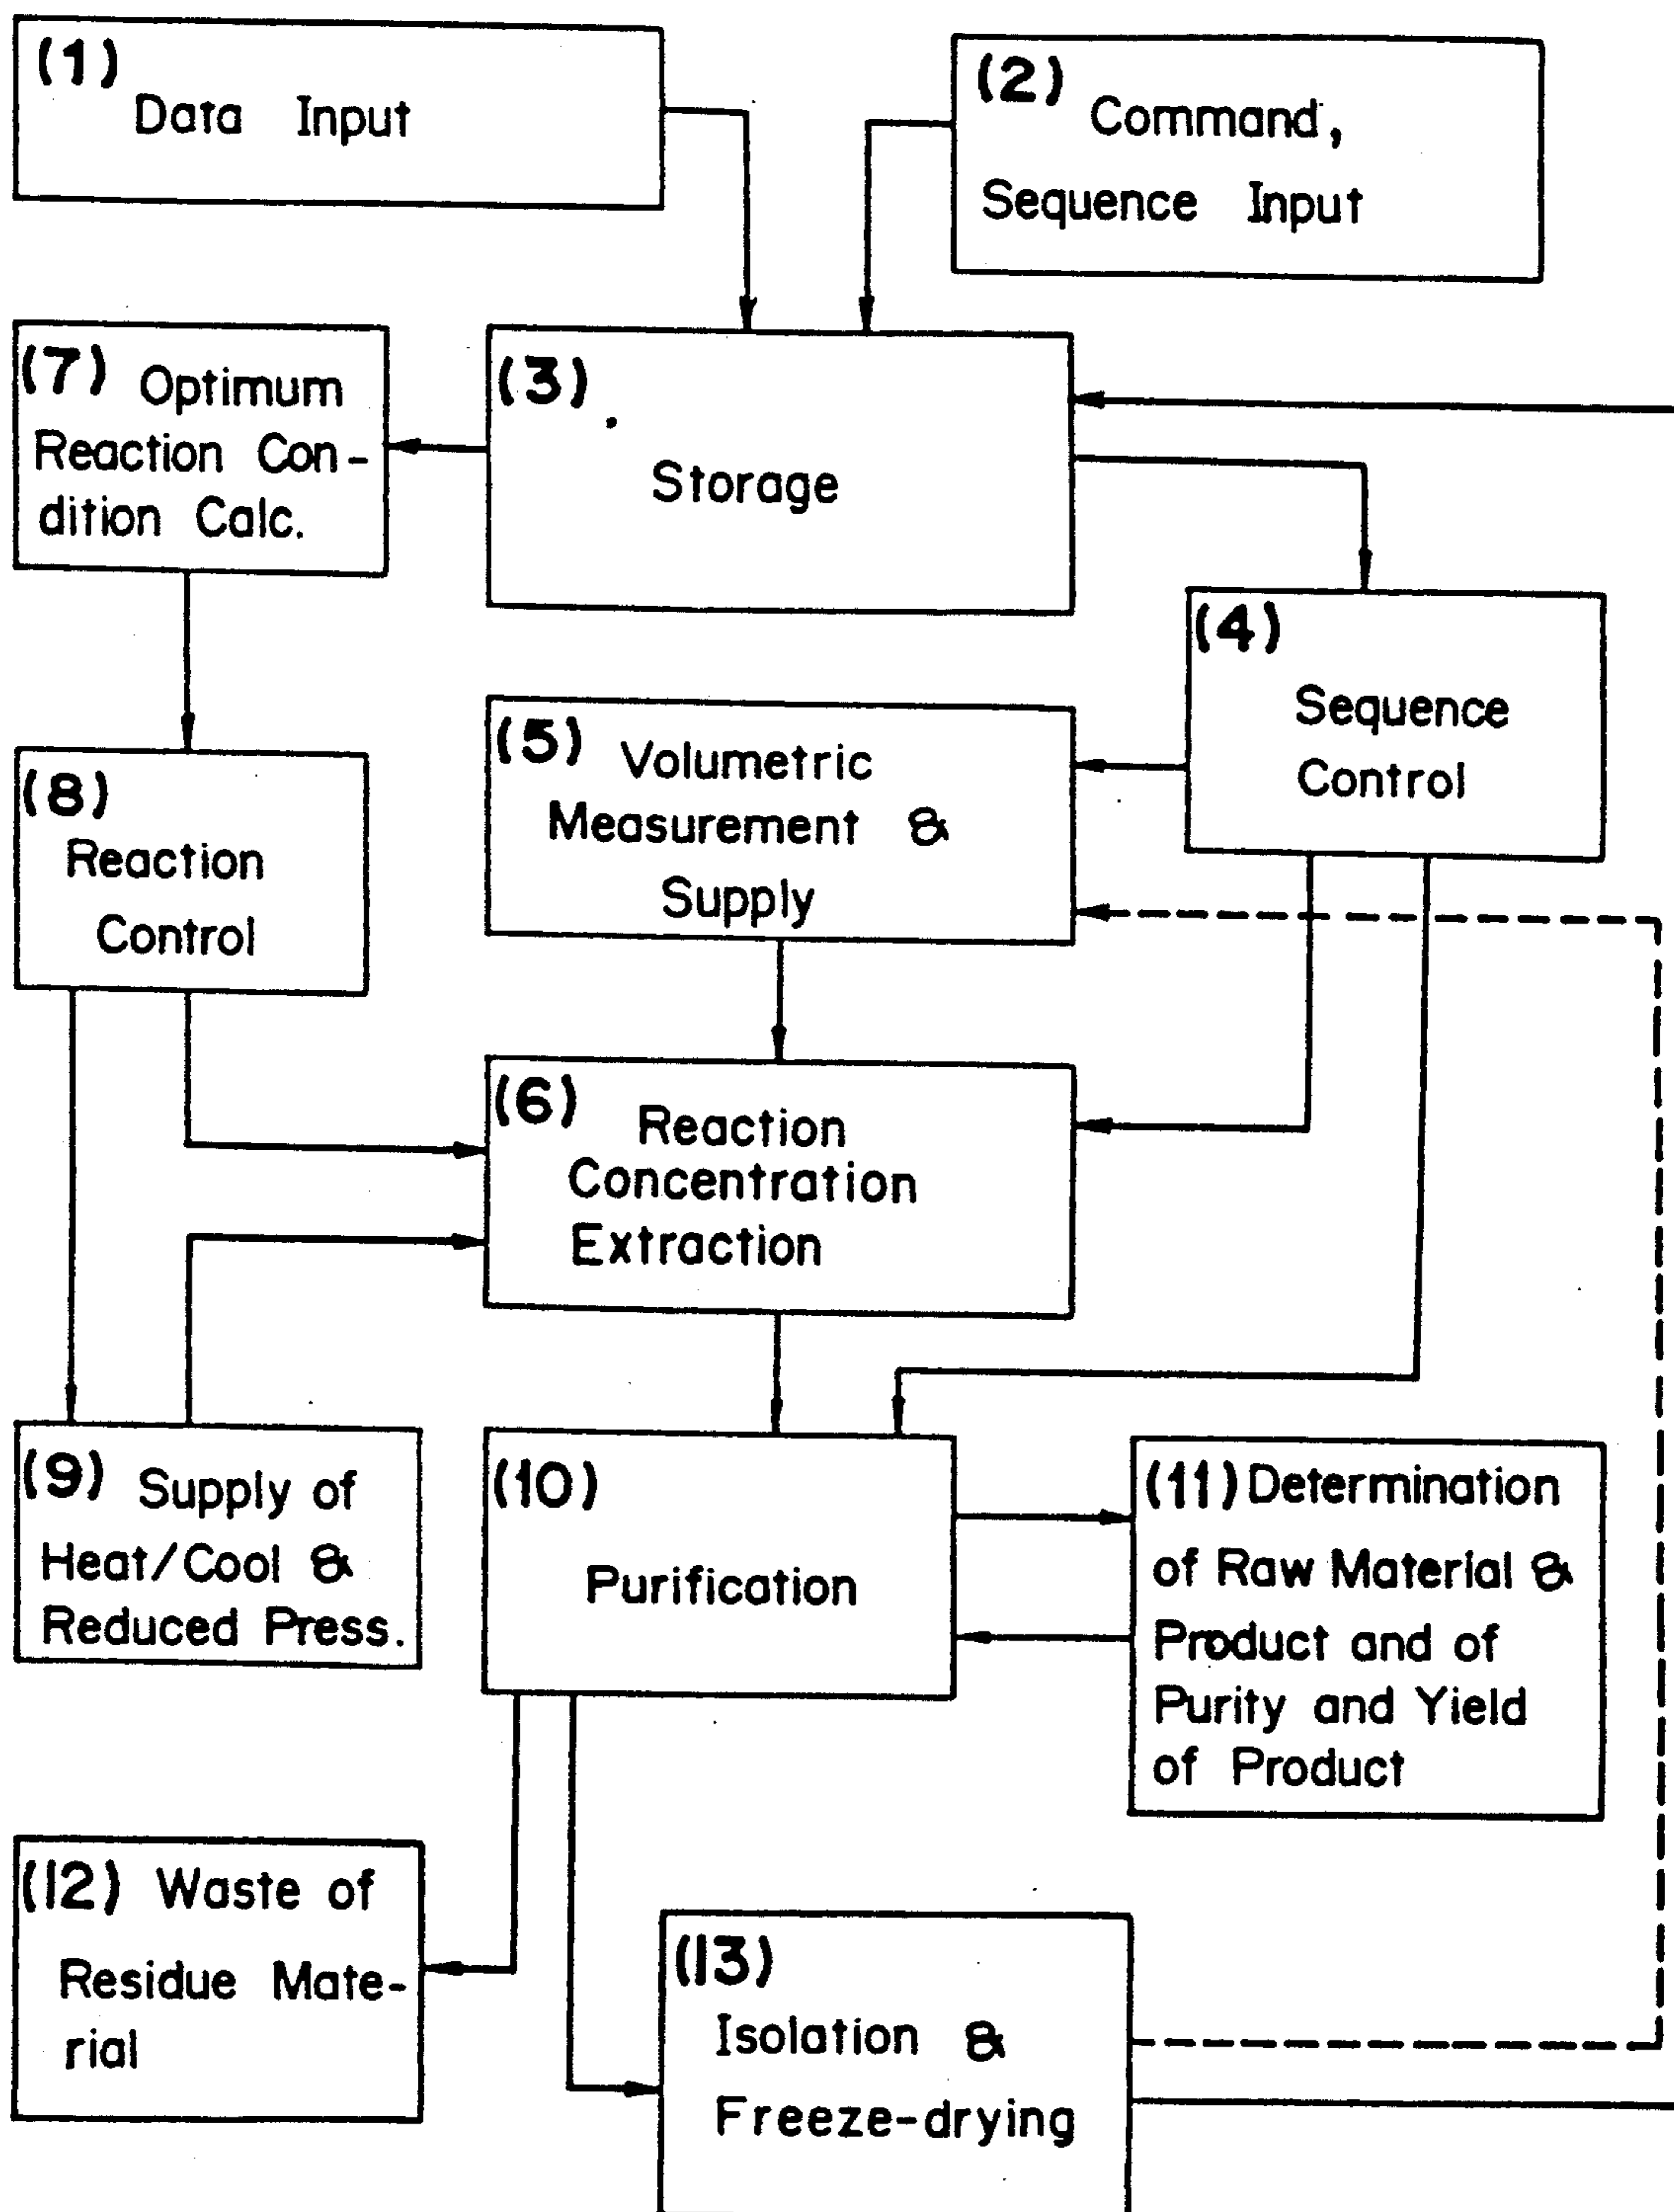 (1)
Data Input
(2) Command,
Sequence Input
(7) Optimum
Reaction Con-
dition Calc.
(3)
Storage
(4)
Sequence
Control
(5) Volumetric
Measurement &
Supply
(8)
Reaction
Control
(6) Reaction
Concentration
Extraction
(9) Supply of
Heat/Cool &
Reduced Press.
(10)
Purification
(11) Determination
of Raw Material &
Product and of
Purity and Yield
of Product
(12) Waste of
Residue Mate-
rial
(13)
Isolation &
Freeze-drying